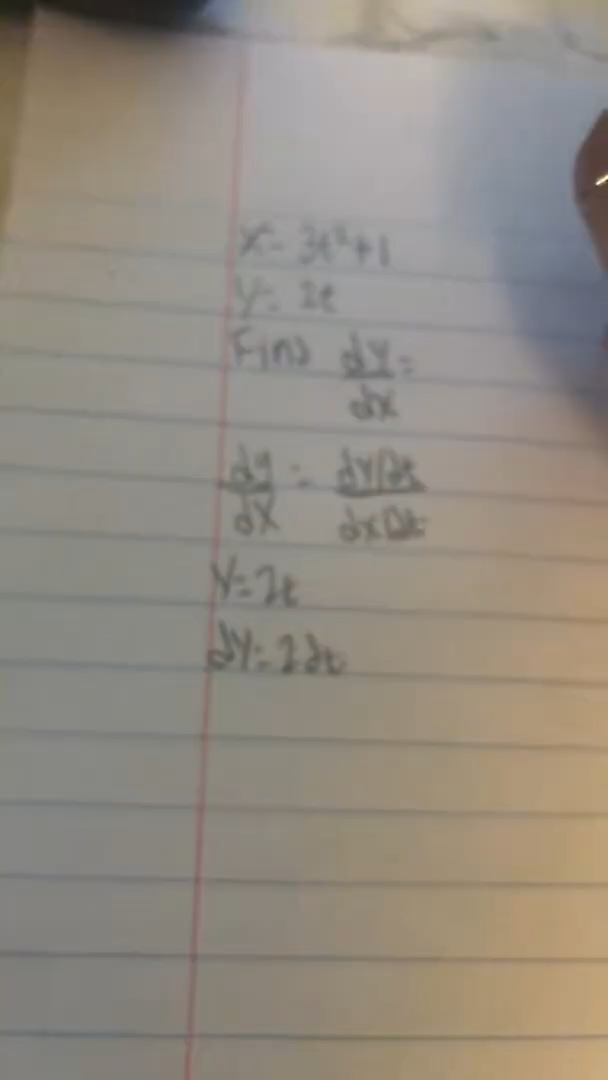 x = 3t² + 1
y = 2t
Find dy/dx =
dy/dx = dy/dt / dx/dt
y = 2t
dy = 2dt